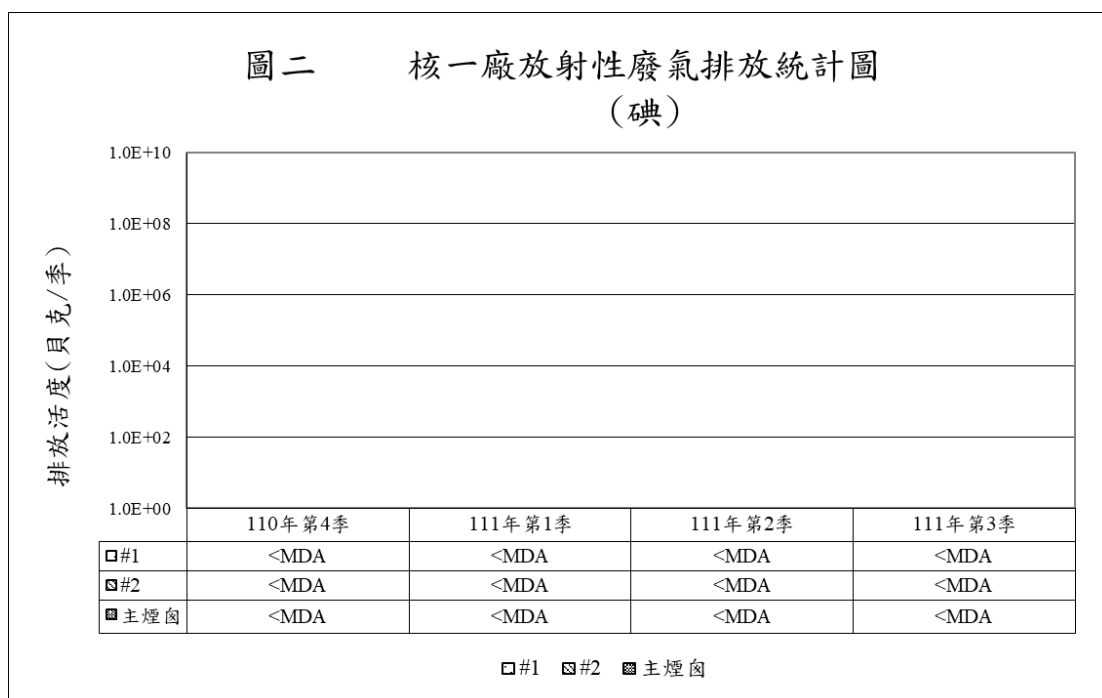 圖二 核一廠放射性廢氣排放統計圖
(碘)
排放活度(貝克/季)
1.0E+10
1.0E+08
1.0E+06
1.0E+04
1.0E+02
1.0E+00
110年第4季 111年第1季 111年第2季 111年第3季
#1 <MDA <MDA <MDA <MDA
#2 <MDA <MDA <MDA <MDA
主煙囪 <MDA <MDA <MDA <MDA
#1 #2 主煙囪